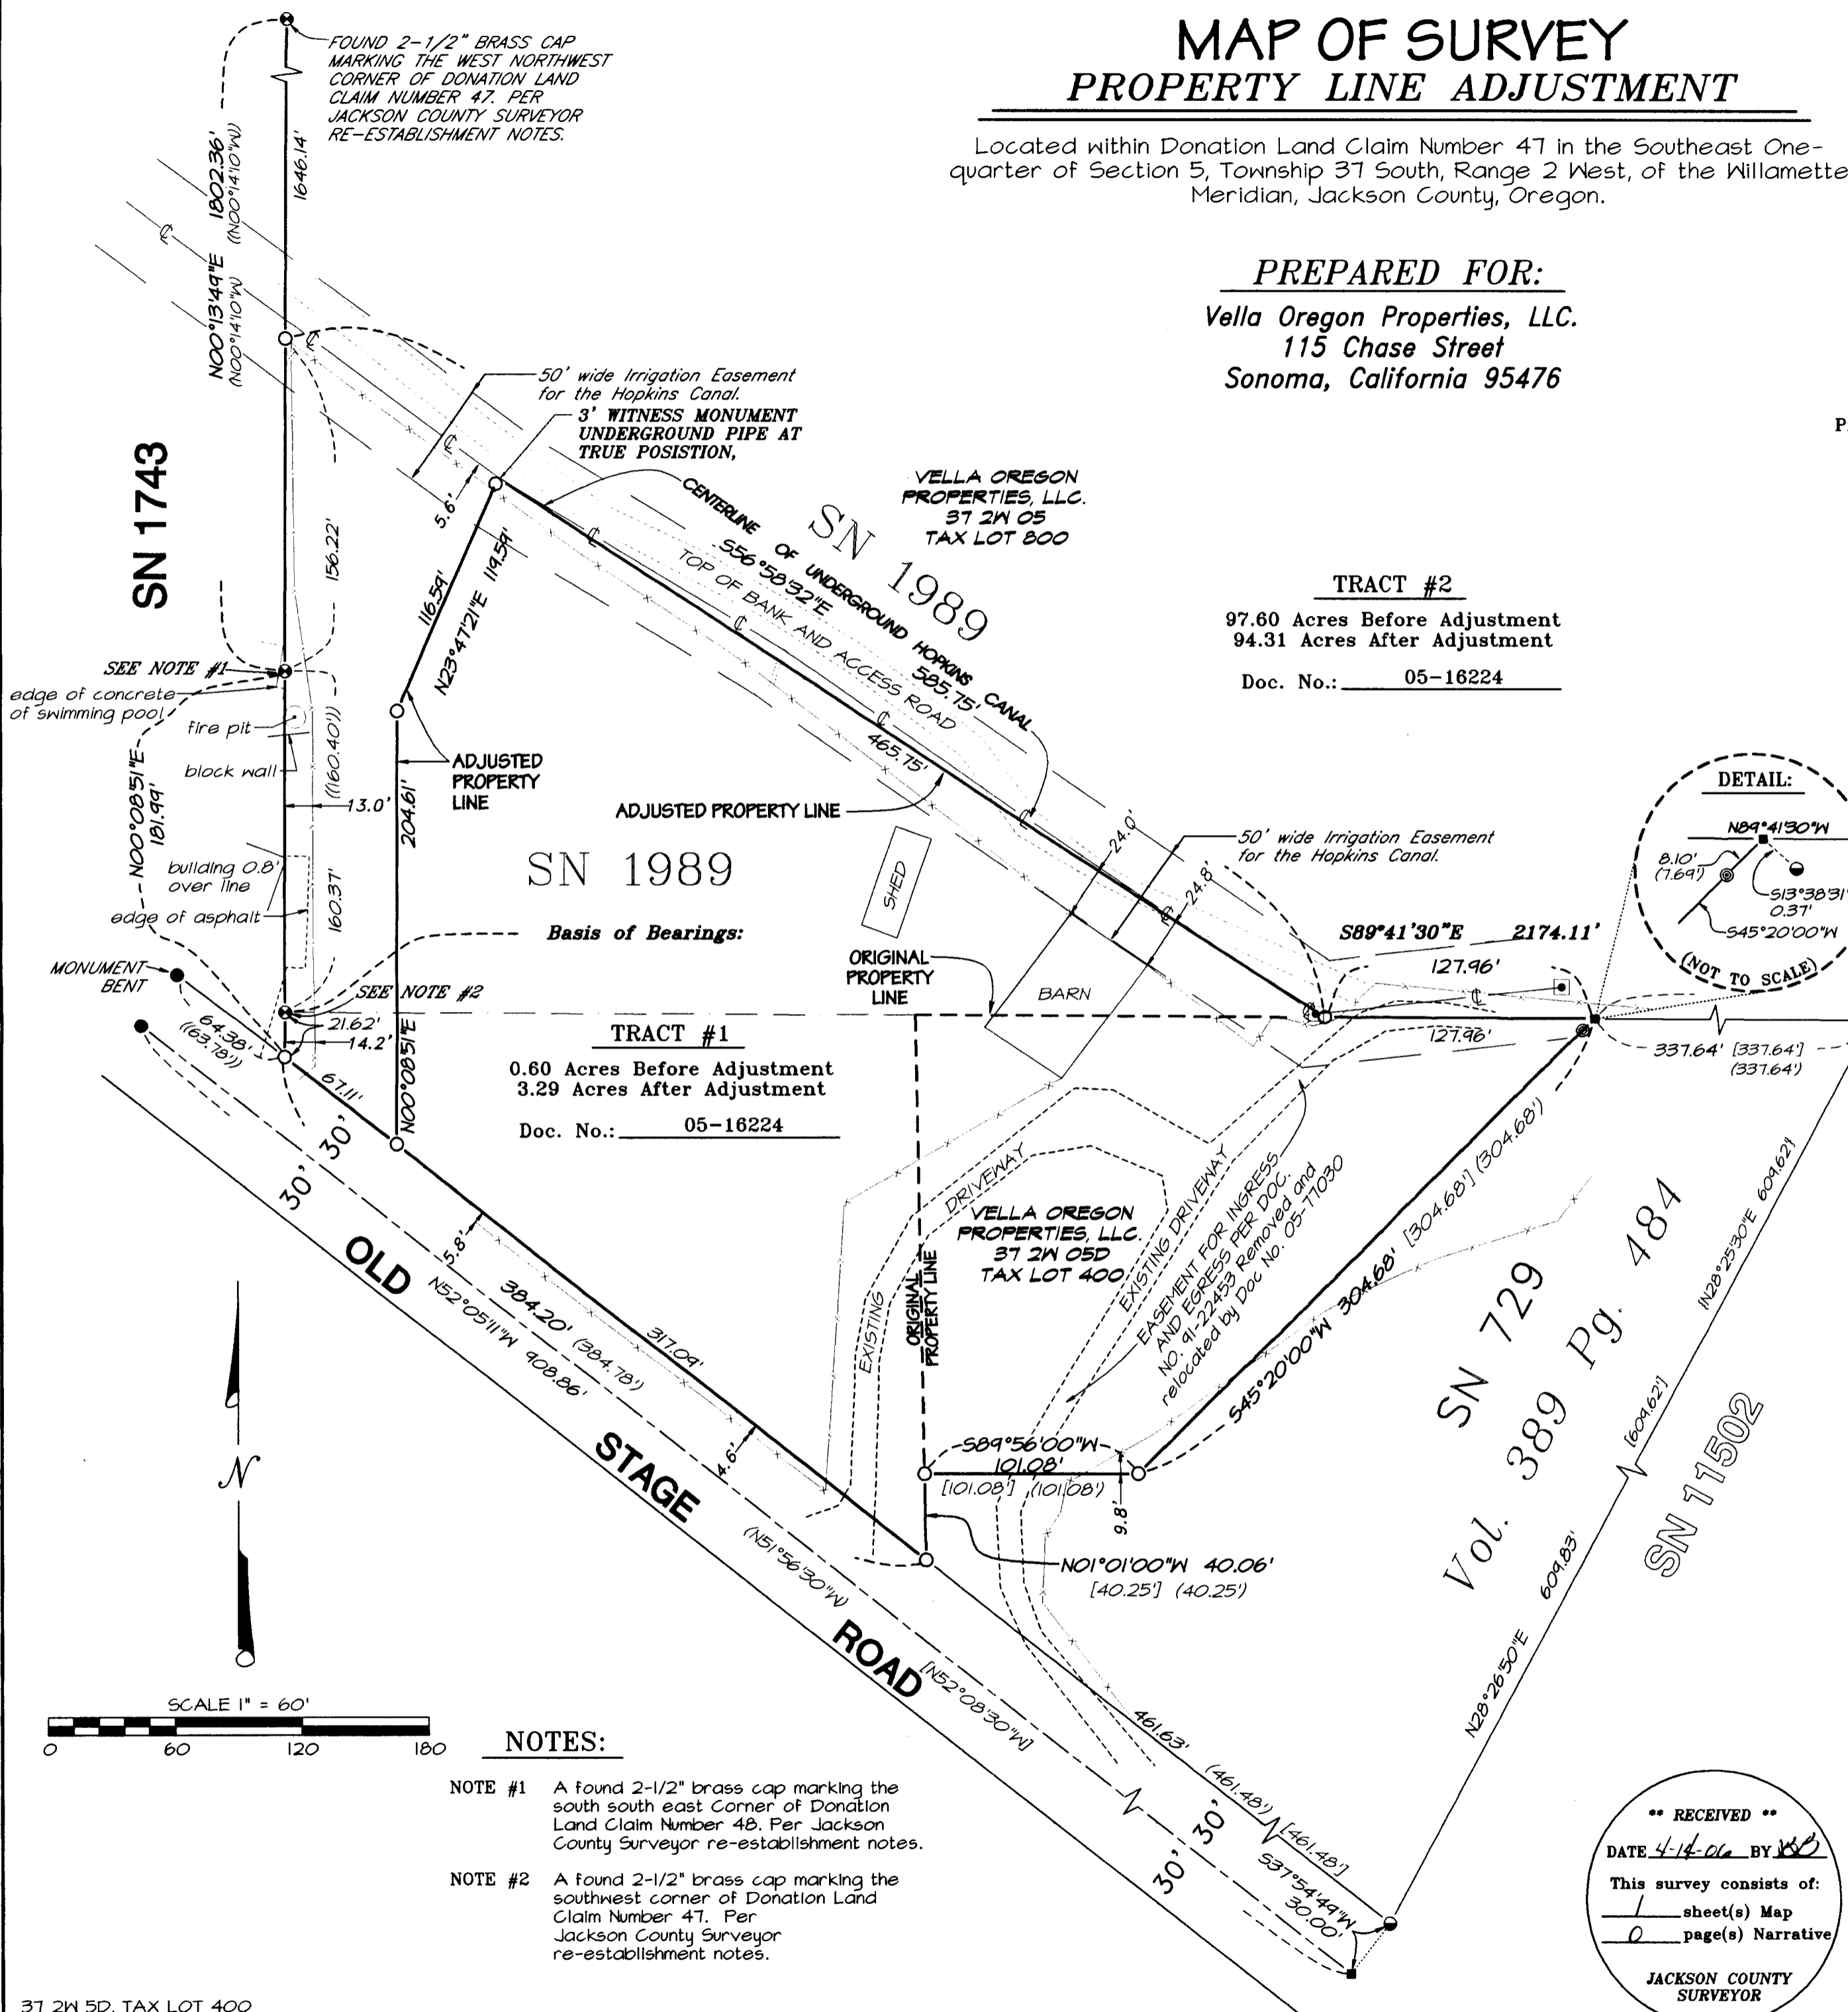 MAP OF SURVEY
PROPERTY LINE ADJUSTMENT
Located within Donation Land Claim Number 47 in the Southeast One-
quarter of Section 5, Township 37 South, Range 2 West, of the Willamette
Meridian, Jackson County, Oregon.
PREPARED FOR:
Vella Oregon Properties, LLC.
115 Chase Street
Sonoma, California 95476
FOUND 2-1/2" BRASS CAP
MARKING THE WEST NORTHWEST
CORNER OF DONATION LAND
CLAIM NUMBER 47. PER
JACKSON COUNTY SURVEYOR
RE-ESTABLISHMENT NOTES.
1646.14'
N00°13'49"E 1802.36'
(N00°14'10"W) ((N00°14'10"W))
SN 1743
50' wide Irrigation Easement
for the Hopkins Canal.
3' WITNESS MONUMENT
UNDERGROUND PIPE AT
TRUE POSISTION,
5.6'
116.59'
N23°47'21"E 119.59'
156.22'
CENTERLINE OF UNDERGROUND HOPKINS CANAL
S56°58'32"E 585.75'
TOP OF BANK AND ACCESS ROAD
465.75'
SN 1989
VELLA OREGON
PROPERTIES, LLC.
37 2W 05
TAX LOT 800
TRACT #2
97.60 Acres Before Adjustment
94.31 Acres After Adjustment
Doc. No.: 05-16224
SEE NOTE #1
edge of concrete
of swimming pool
fire pit
block wall
((160.40'))
N00°08'51"E
181.99'
13.0'
building 0.8'
over line
edge of asphalt
160.37'
204.61'
ADJUSTED
PROPERTY
LINE
ADJUSTED PROPERTY LINE
SN 1989
Basis of Bearings:
SHED
24.0'
24.8'
50' wide Irrigation Easement
for the Hopkins Canal.
DETAIL:
N89°41'30"W
8.10'
(7.69')
S13°38'31"
0.37'
S45°20'00"W
(NOT TO SCALE)
S89°41'30"E 2174.11'
127.96'
127.96'
337.64' [337.64']
(337.64')
ORIGINAL
PROPERTY
LINE
BARN
MONUMENT
BENT
SEE NOTE #2
64.38'
((63.78'))
21.62'
14.2'
67.11'
N00°08'51"E
TRACT #1
0.60 Acres Before Adjustment
3.29 Acres After Adjustment
Doc. No.: 05-16224
30' 30'
OLD STAGE ROAD
5.8'
N52°05'11"W 908.86'
384.20' (384.78')
317.09'
4.6'
(N51°56'30"W)
[N52°08'30"W]
EXISTING DRIVEWAY
ORIGINAL
PROPERTY LINE
VELLA OREGON
PROPERTIES, LLC.
37 2W 05D
TAX LOT 400
EXISTING DRIVEWAY
EASEMENT FOR INGRESS
AND EGRESS PER DOC.
NO. 91-22453 Removed and
relocated by Doc No. 05-77030
S45°20'00"W 304.68' [304.68'] (304.68')
S89°56'00"W
101.08'
[101.08'] (101.08')
9.8'
N01°01'00"W 40.06'
[40.25'] (40.25')
SN 729
Vol. 389 Pg. 484
SN 11502
[N28°25'30"E 609.62']
[609.62']
N28°26'50"E 609.83'
461.63'
(461.48')
[461.48']
30' 30'
S37°54'49"W
30.00'
N
SCALE 1" = 60'
0 60 120 180
NOTES:
NOTE #1 A found 2-1/2" brass cap marking the
south south east Corner of Donation
Land Claim Number 48. Per Jackson
County Surveyor re-establishment notes.
NOTE #2 A found 2-1/2" brass cap marking the
southwest corner of Donation Land
Claim Number 47. Per
Jackson County Surveyor
re-establishment notes.
** RECEIVED **
DATE 4-14-06 BY
This survey consists of:
1 sheet(s) Map
0 page(s) Narrative
JACKSON COUNTY
SURVEYOR
37 2W 5D, TAX LOT 400